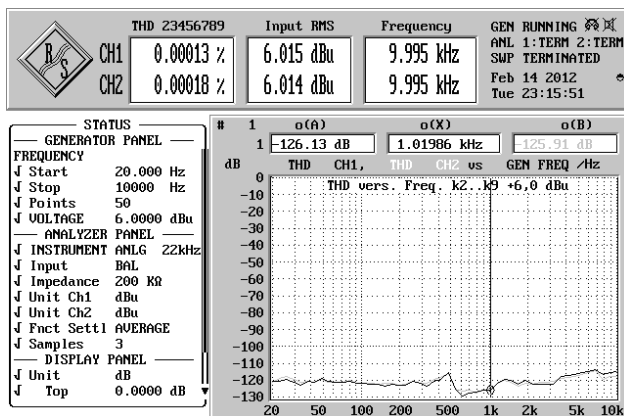 R S
THD 23456789 Input RMS Frequency
CH1 0.00013 % 6.015 dBu 9.995 kHz
CH2 0.00018 % 6.014 dBu 9.995 kHz
GEN RUNNING
ANL 1:TERM 2:TERM
SWP TERMINATED
Feb 14 2012
Tue 23:15:51
STATUS
GENERATOR PANEL
FREQUENCY
Start 20.000 Hz
Stop 10000 Hz
Points 50
VOLTAGE 6.0000 dBu
ANALYZER PANEL
INSTRUMENT ANLG 22kHz
Input BAL
Impedance 200 KΩ
Unit Ch1 dBu
Unit Ch2 dBu
Fnct Settl AVERAGE
Samples 3
DISPLAY PANEL
Unit dB
Top 0.0000 dB
# 1 o(A) o(X) o(B)
1 -126.13 dB 1.01986 kHz -125.91 dB
dB THD CH1, THD CH2 vs GEN FREQ /Hz
THD vers. Freq. k2..k9 +6,0 dBu
0
-10
-20
-30
-40
-50
-60
-70
-80
-90
-100
-110
-120
-130
20 50 100 200 500 1k 2k 5k 10k